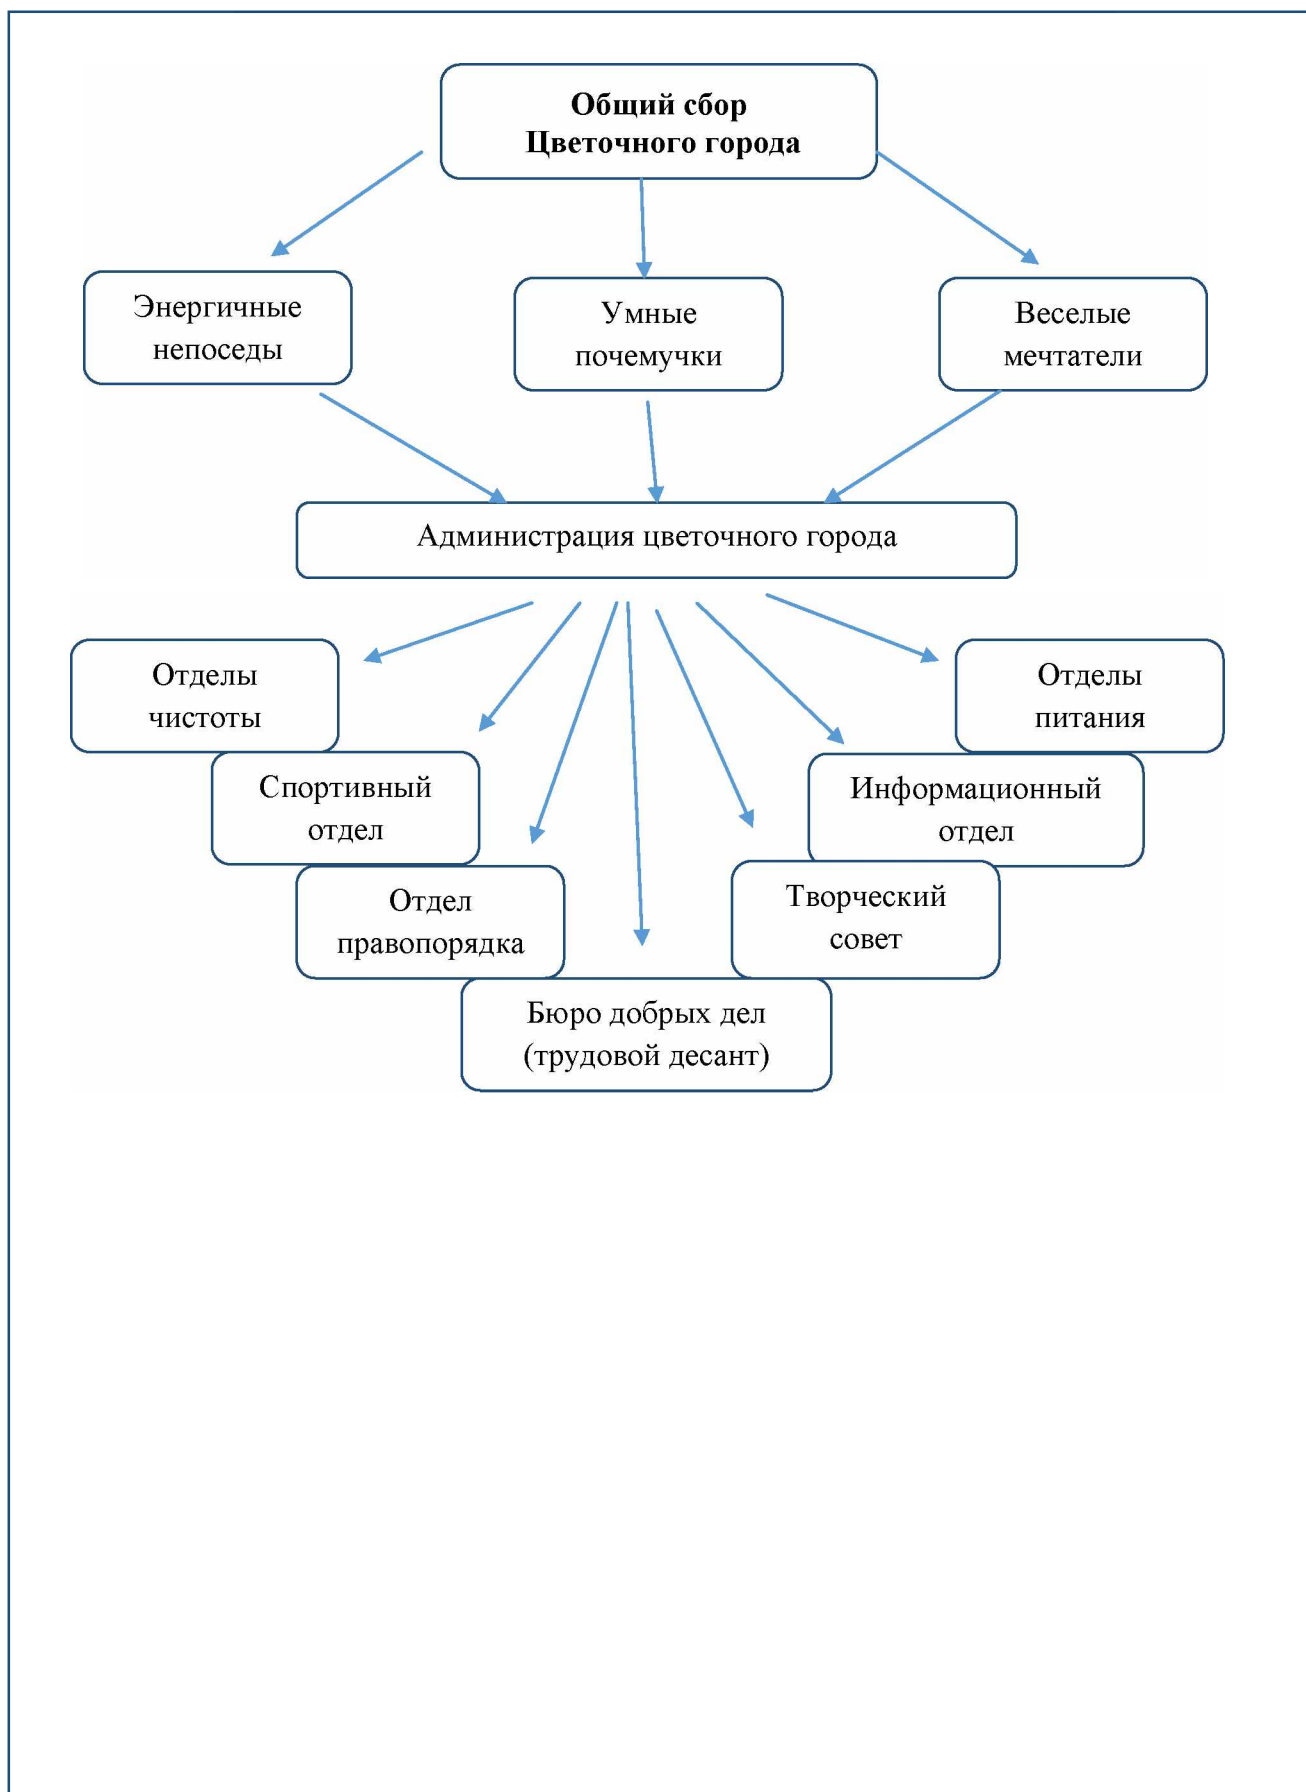 Общий сбор
Цветочного города
Энергичные
непоседы
Умные
почемучки
Веселые
мечтатели
Администрация цветочного города
Отделы
чистоты
Отделы
питания
Спортивный
отдел
Информационный
отдел
Отдел
правопорядка
Творческий
совет
Бюро добрых дел
(трудовой десант)